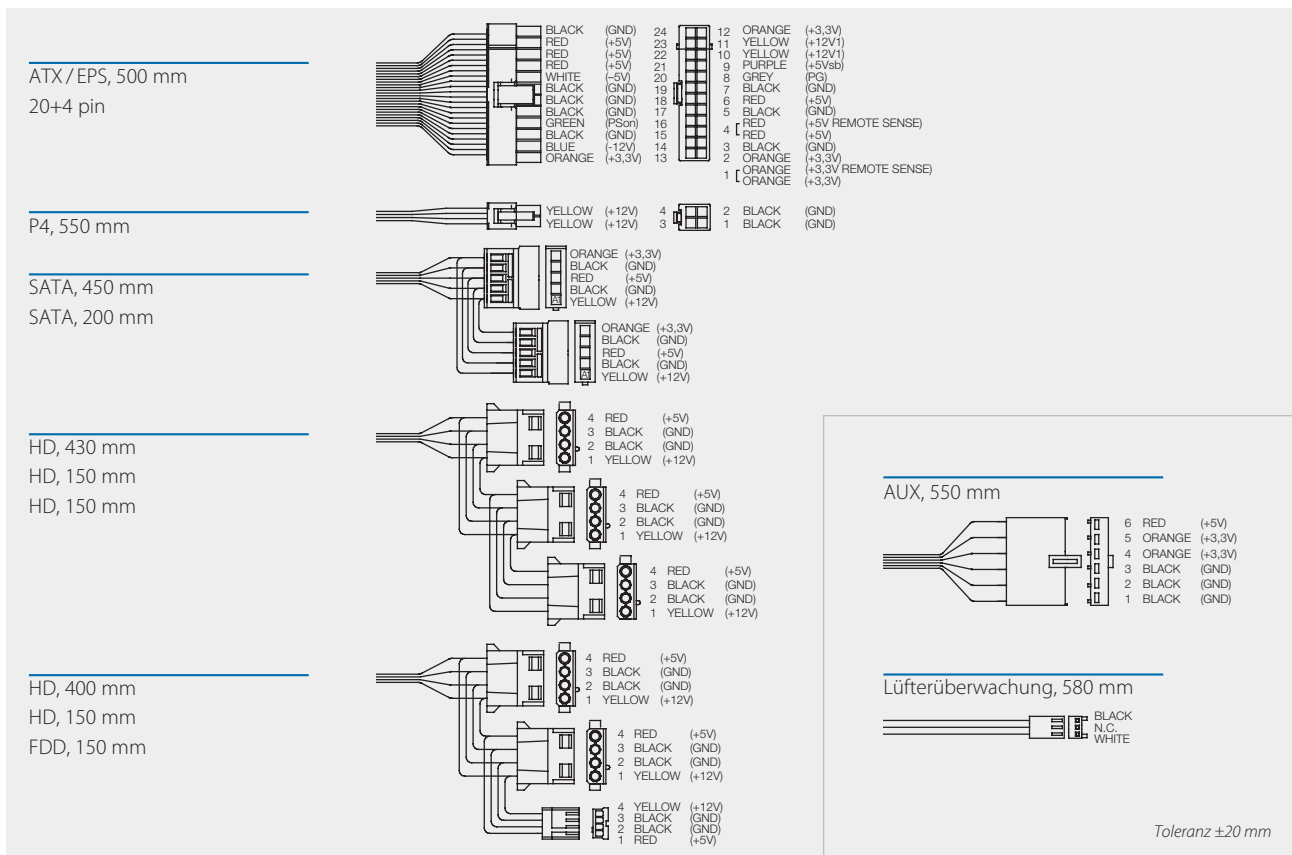 ATX / EPS, 500 mm
20+4 pin
BLACK (GND) 24
RED (+5V) 23
RED (+5V) 22
RED (+5V) 21
WHITE (–5V) 20
BLACK (GND) 19
BLACK (GND) 18
BLACK (GND) 17
GREEN (PSon) 16
BLACK (GND) 15
BLUE (-12V) 14
ORANGE (+3,3V) 13
12 ORANGE (+3,3V)
11 YELLOW (+12V1)
10 YELLOW (+12V1)
9 PURPLE (+5Vsb)
8 GREY (PG)
7 BLACK (GND)
6 RED (+5V)
5 BLACK (GND)
4 [ RED (+5V REMOTE SENSE)
RED (+5V)
3 BLACK (GND)
2 ORANGE (+3,3V)
1 [ ORANGE (+3,3V REMOTE SENSE)
ORANGE (+3,3V)
P4, 550 mm
YELLOW (+12V) 4
YELLOW (+12V) 3
2 BLACK (GND)
1 BLACK (GND)
SATA, 450 mm
SATA, 200 mm
ORANGE (+3,3V)
BLACK (GND)
RED (+5V)
BLACK (GND)
A1 YELLOW (+12V)
ORANGE (+3,3V)
BLACK (GND)
RED (+5V)
BLACK (GND)
A1 YELLOW (+12V)
HD, 430 mm
HD, 150 mm
HD, 150 mm
4 RED (+5V)
3 BLACK (GND)
2 BLACK (GND)
1 YELLOW (+12V)
4 RED (+5V)
3 BLACK (GND)
2 BLACK (GND)
1 YELLOW (+12V)
4 RED (+5V)
3 BLACK (GND)
2 BLACK (GND)
1 YELLOW (+12V)
HD, 400 mm
HD, 150 mm
FDD, 150 mm
4 RED (+5V)
3 BLACK (GND)
2 BLACK (GND)
1 YELLOW (+12V)
4 RED (+5V)
3 BLACK (GND)
2 BLACK (GND)
1 YELLOW (+12V)
4 YELLOW (+12V)
3 BLACK (GND)
2 BLACK (GND)
1 RED (+5V)
AUX, 550 mm
6 RED (+5V)
5 ORANGE (+3,3V)
4 ORANGE (+3,3V)
3 BLACK (GND)
2 BLACK (GND)
1 BLACK (GND)
Lüfterüberwachung, 580 mm
BLACK
N.C.
WHITE
Toleranz ±20 mm